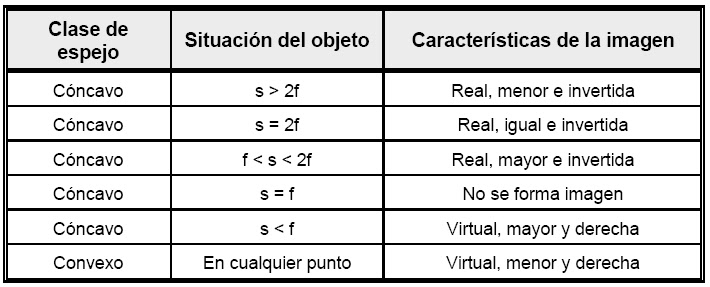 Clase de espejo Situación del objeto Características de la imagen
Cóncavo s > 2f Real, menor e invertida
Cóncavo s = 2f Real, igual e invertida
Cóncavo f < s < 2f Real, mayor e invertida
Cóncavo s = f No se forma imagen
Cóncavo s < f Virtual, mayor y derecha
Convexo En cualquier punto Virtual, menor y derecha